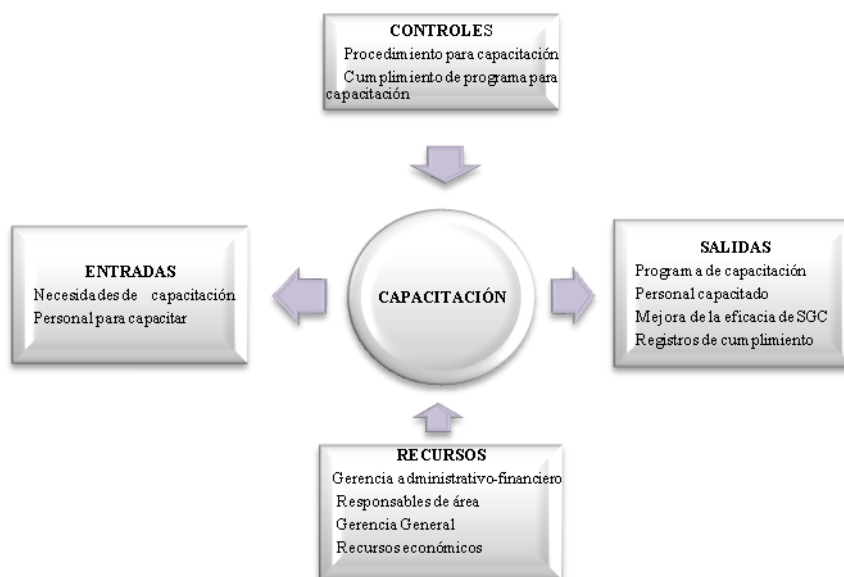 CONTROLES
Procedimiento para capacitación
Cumplimiento de programa para
capacitación
ENTRADAS
Necesidades de capacitación
Personal para capacitar
CAPACITACIÓN
SALIDAS
Programa de capacitación
Personal capacitado
Mejora de la eficacia de SGC
Registros de cumplimiento
RECURSOS
Gerencia administrativo-financiero
Responsables de área
Gerencia General
Recursos económicos